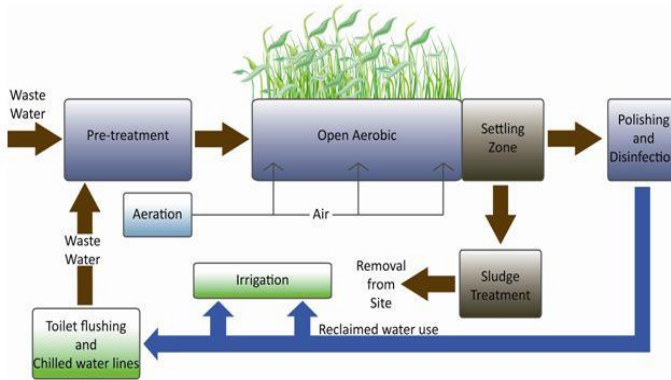 Waste
Water
Pre-treatment
Open Aerobic
Settling
Zone
Polishing
and
Disinfection
Aeration
Air
Waste
Water
Irrigation
Removal
from
Site
Sludge
Treatment
Toilet flushing
and
Chilled water lines
Reclaimed water use